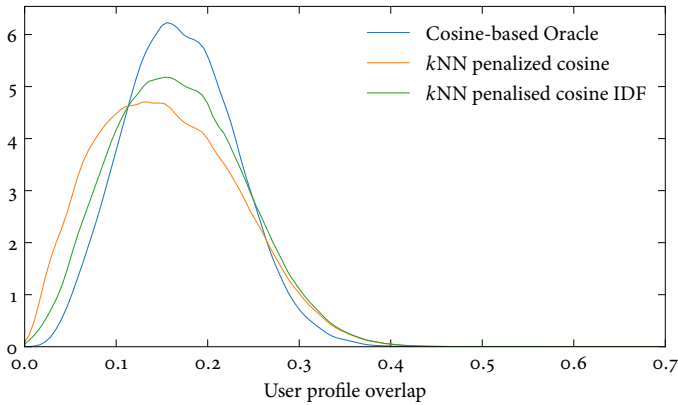 6
5
4
3
2
1
0
Cosine-based Oracle
kNN penalized cosine
kNN penalised cosine IDF
0.0 0.1 0.2 0.3 0.4 0.5 0.6 0.7
User profile overlap